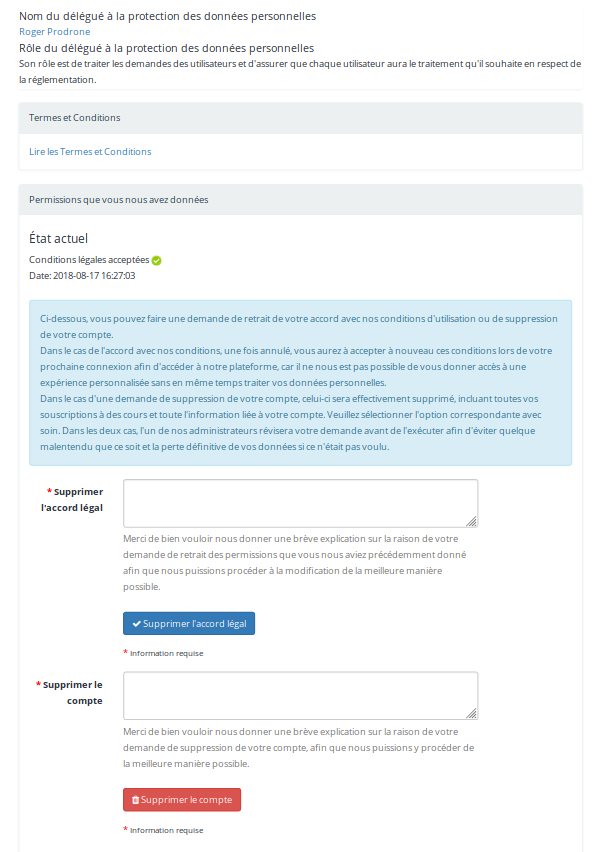 Nom du délégué à la protection des données personnelles
Roger Prodrone
Rôle du délégué à la protection des données personnelles
Son rôle est de traiter les demandes des utilisateurs et d'assurer que chaque utilisateur aura le traitement qu'il souhaite en respect de
la réglementation.
Termes et Conditions
Lire les Termes et Conditions
Permissions que vous nous avez données
État actuel
Conditions légales acceptées
Date: 2018-08-17 16:27:03
Ci-dessous, vous pouvez faire une demande de retrait de votre accord avec nos conditions d'utilisation ou de suppression
de votre compte.
Dans le cas de l'accord avec nos conditions, une fois annulé, vous aurez à accepter à nouveau ces conditions lors de votre
prochaine connexion afin d'accéder à notre plateforme, car il ne nous est pas possible de vous donner accès à une
expérience personnalisée sans en même temps traiter vos données personnelles.
Dans le cas d'une demande de suppression de votre compte, celui-ci sera effectivement supprimé, incluant toutes vos
souscriptions à des cours et toute l'information liée à votre compte. Veuillez sélectionner l'option correspondante avec
soin. Dans les deux cas, l'un de nos administrateurs révisera votre demande avant de l'exécuter afin d'éviter quelque
malentendu que ce soit et la perte définitive de vos données si ce n'était pas voulu.
* Supprimer
l'accord légal
Merci de bien vouloir nous donner une brève explication sur la raison de votre
demande de retrait des permissions que vous nous aviez précédemment donné
afin que nous puissions procéder à la modification de la meilleure manière
possible.
Supprimer l'accord légal
* Information requise
* Supprimer le
compte
Merci de bien vouloir nous donner une brève explication sur la raison de votre
demande de suppression de votre compte, afin que nous puissions y procéder de
la meilleure manière possible.
Supprimer le compte
* Information requise